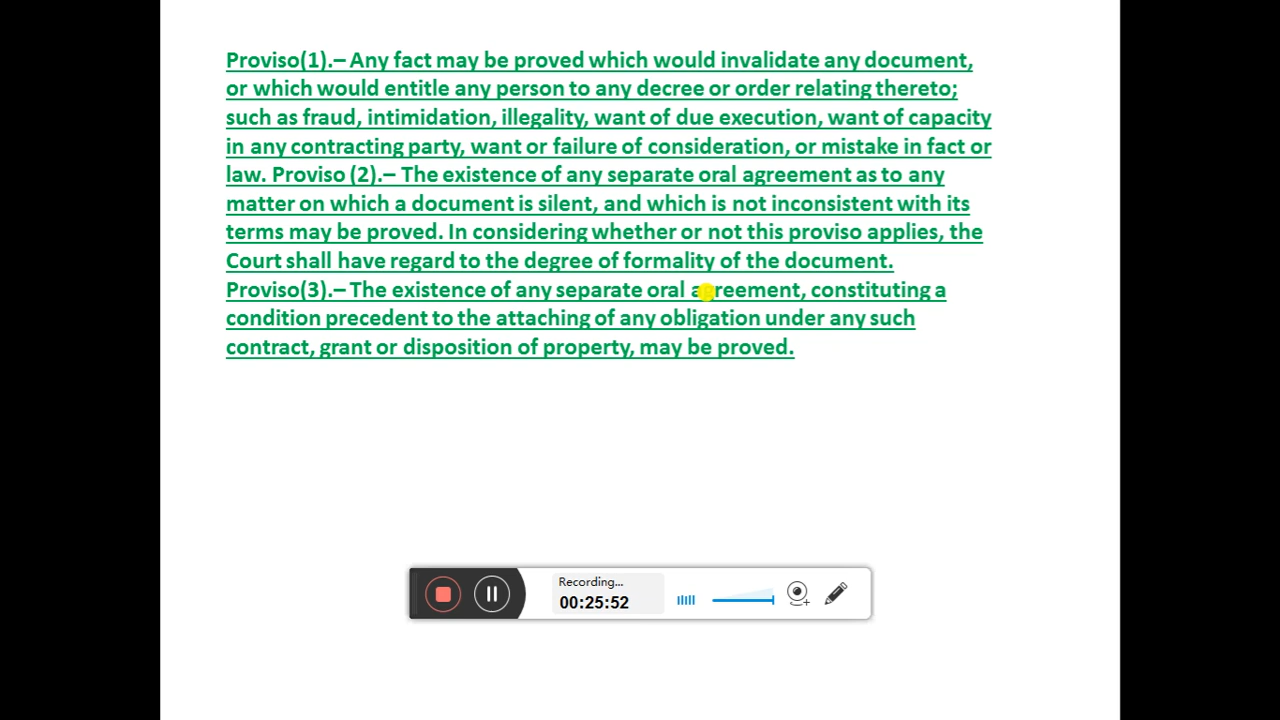 Proviso(1).– Any fact may be proved which would invalidate any document,
or which would entitle any person to any decree or order relating thereto;
such as fraud, intimidation, illegality, want of due execution, want of capacity
in any contracting party, want or failure of consideration, or mistake in fact or
law. Proviso (2).– The existence of any separate oral agreement as to any
matter on which a document is silent, and which is not inconsistent with its
terms may be proved. In considering whether or not this proviso applies, the
Court shall have regard to the degree of formality of the document.
Proviso(3).– The existence of any separate oral agreement, constituting a
condition precedent to the attaching of any obligation under any such
contract, grant or disposition of property, may be proved.
Recording...
00:25:52